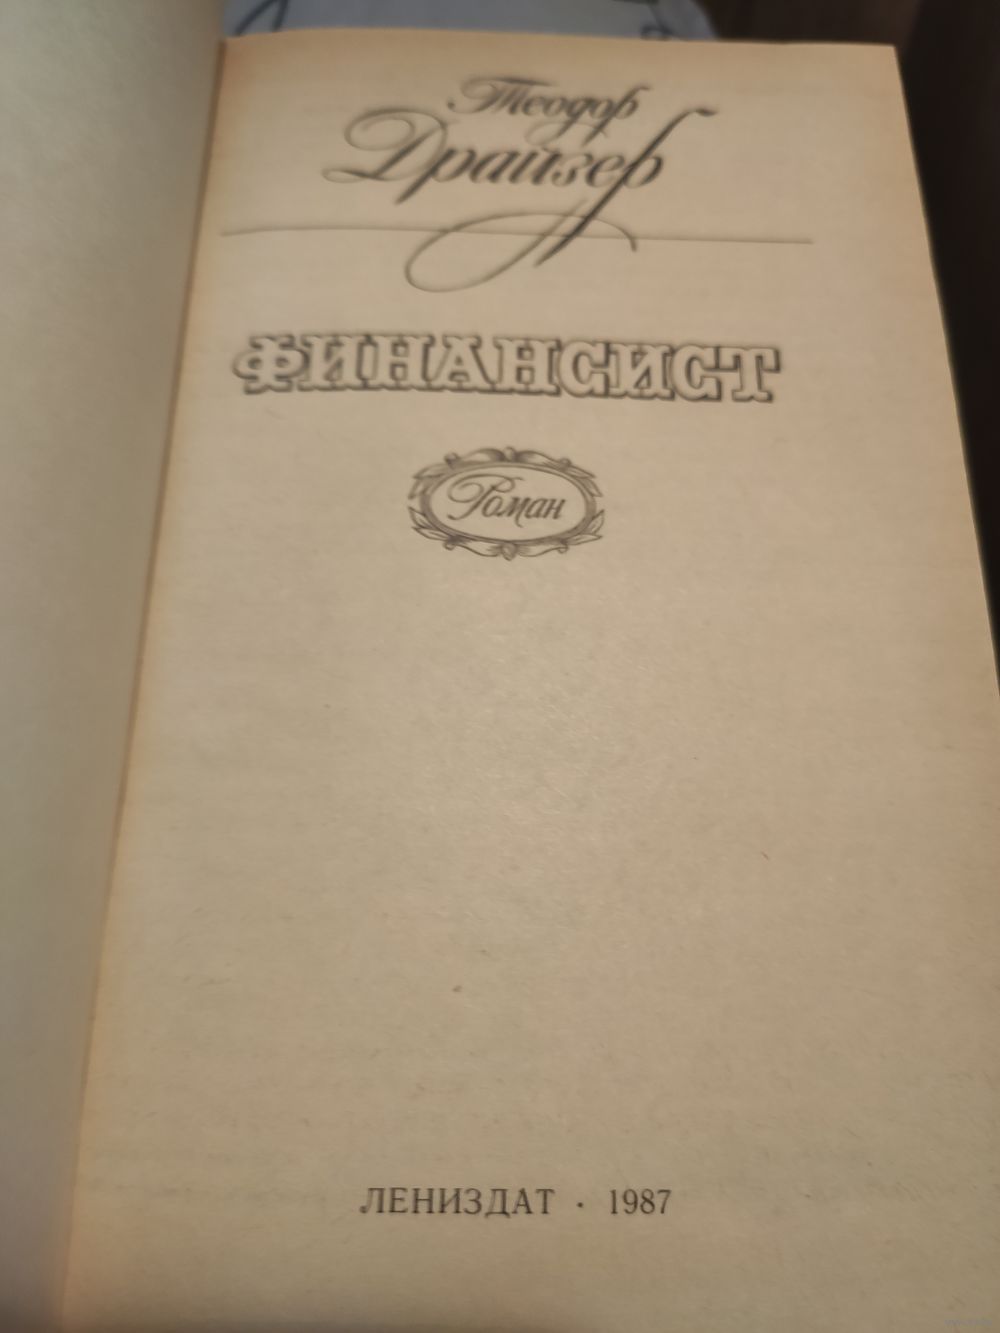 Теодор
Драйзер
ФИНАНСИСТ
Роман
ЛЕНИЗДАТ · 1987